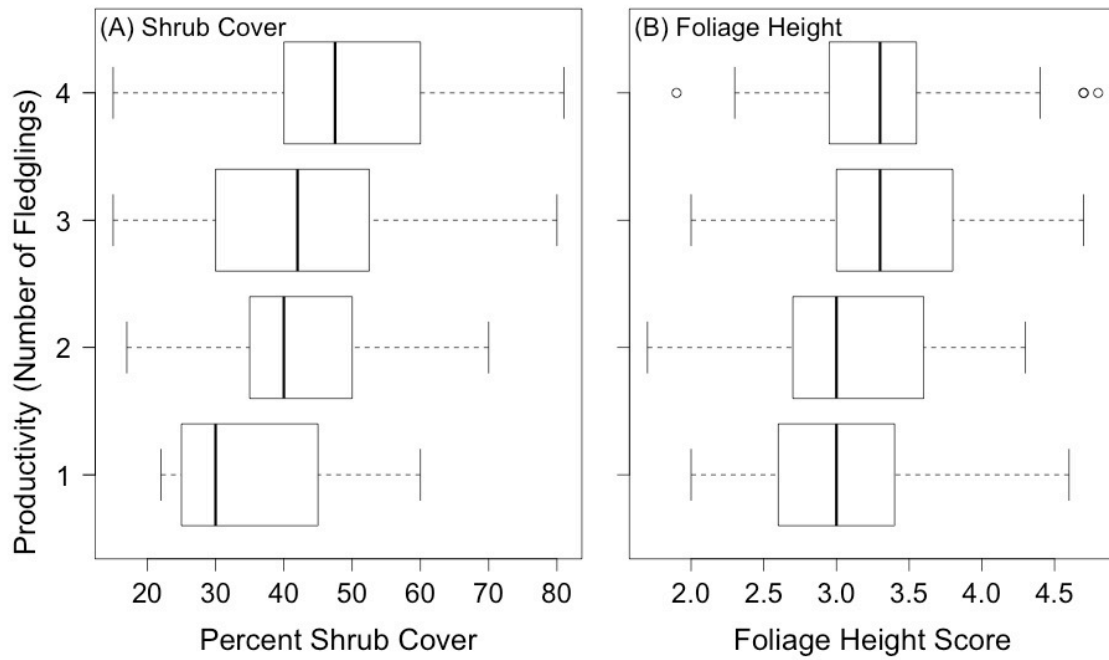 (A) Shrub Cover
(B) Foliage Height
Productivity (Number of Fledglings)
4
3
2
1
20 30 40 50 60 70 80
2.0 2.5 3.0 3.5 4.0 4.5
Percent Shrub Cover
Foliage Height Score